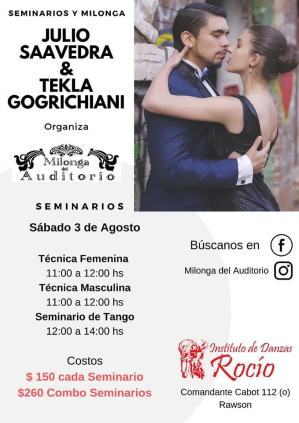 SEMINARIOS Y MILONGA
JULIO
SAAVEDRA
&
TEKLA
GOGRICHIANI
Organiza
Milonga
del
Auditorio
SEMINARIOS
Sábado 3 de Agosto
Técnica Femenina
11:00 a 12:00 hs
Técnica Masculina
11:00 a 12:00 hs
Seminario de Tango
12:00 a 14:00 hs
Costos
$ 150 cada Seminario
$260 Combo Seminarios
Búscanos en
Milonga del Auditorio
Instituto de Danzas
Rocío
Comandante Cabot 112 (o)
Rawson